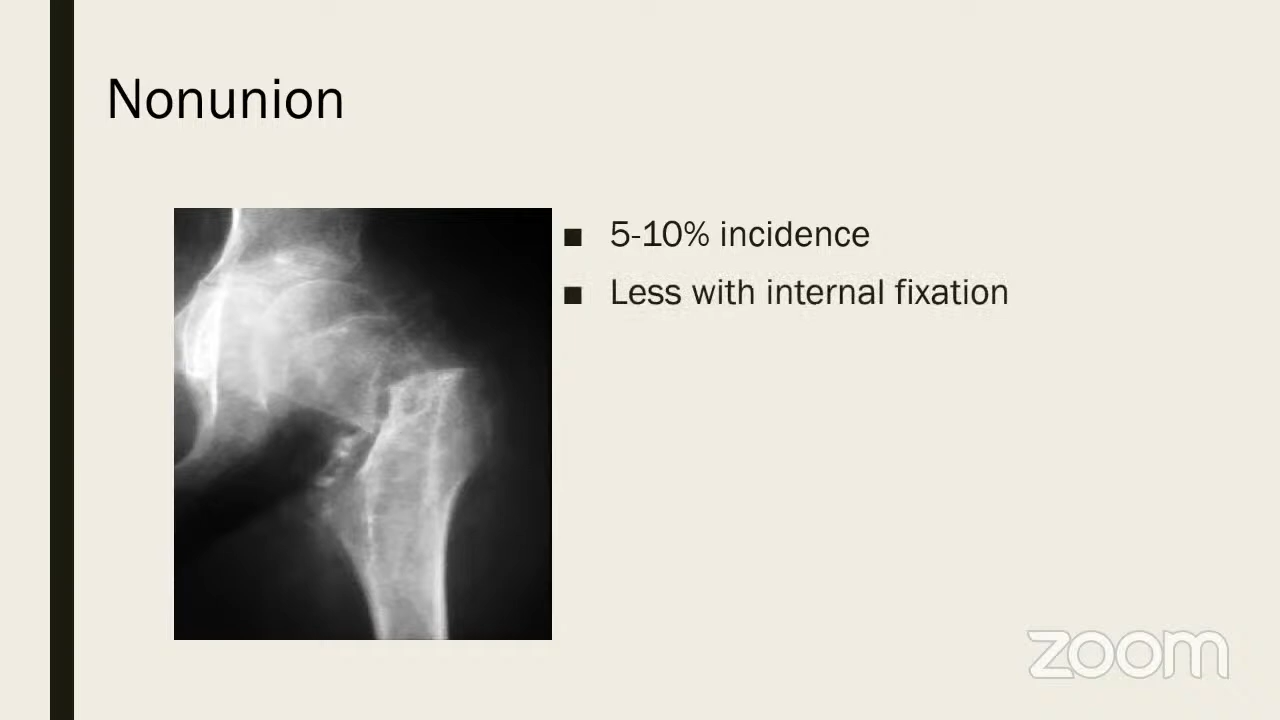 Nonunion
■ 5-10% incidence
■ Less with internal fixation
zoom